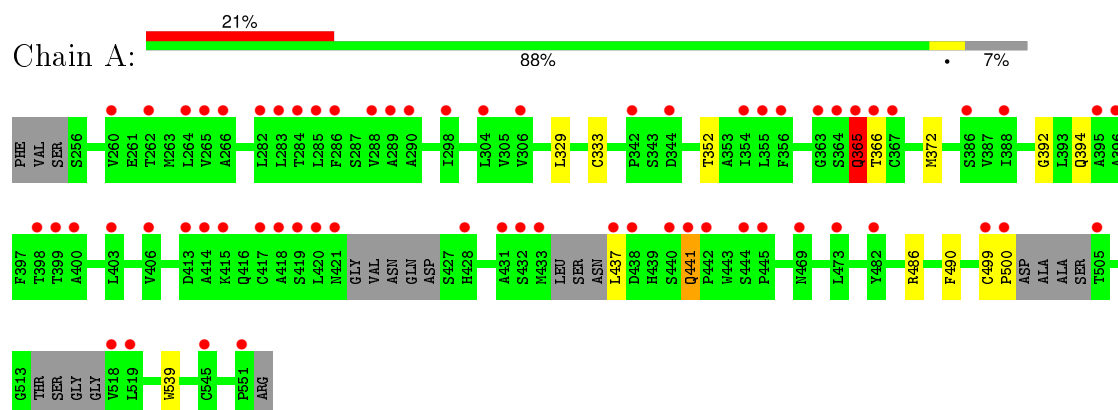 21%
Chain A:
88%
•
7%
PHE VAL SER S256 V260 E261 T262 M263 L264 V265 A266 L282 L283 T284 L285 F286 S287 V288 A289 A290 I298 L304 V305 V306 L329 C333 P342 S343 D344 T352 A353 I354 L355 F356 G363 S364 Q365 T366 C367 M372 S386 V387 I388 G392 L393 Q394 A395 A396
F397 T398 T399 A400 L403 V406 D413 A414 K415 Q416 C417 A418 S419 L420 N421 GLY VAL ASN GLN ASP S427 H428 A431 S432 M433 LEU SER ASN L437 D438 H439 S440 Q441 P442 W443 S444 P445 N469 L473 Y482 R486 F490 C499 P500 ASP ALA ALA SER T505
G513 THR SER GLY GLY V518 L519 W539 C545 P551 ARG